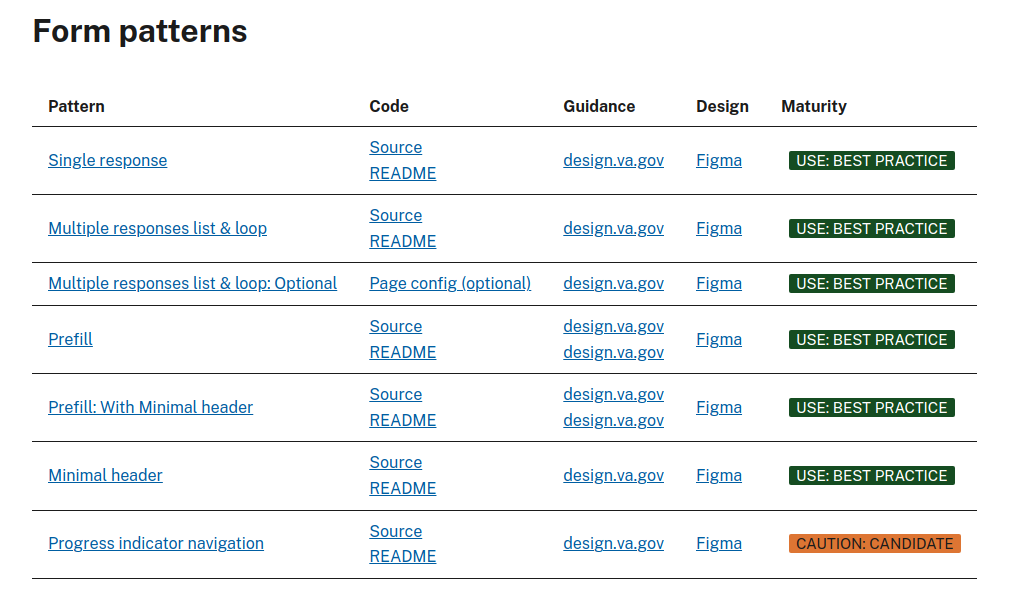 Form patterns
Pattern Code Guidance Design Maturity
Single response Source README design.va.gov Figma USE: BEST PRACTICE
Multiple responses list & loop Source README design.va.gov Figma USE: BEST PRACTICE
Multiple responses list & loop: Optional Page config (optional) design.va.gov Figma USE: BEST PRACTICE
Prefill Source README design.va.gov design.va.gov Figma USE: BEST PRACTICE
Prefill: With Minimal header Source README design.va.gov design.va.gov Figma USE: BEST PRACTICE
Minimal header Source README design.va.gov Figma USE: BEST PRACTICE
Progress indicator navigation Source README design.va.gov Figma CAUTION: CANDIDATE